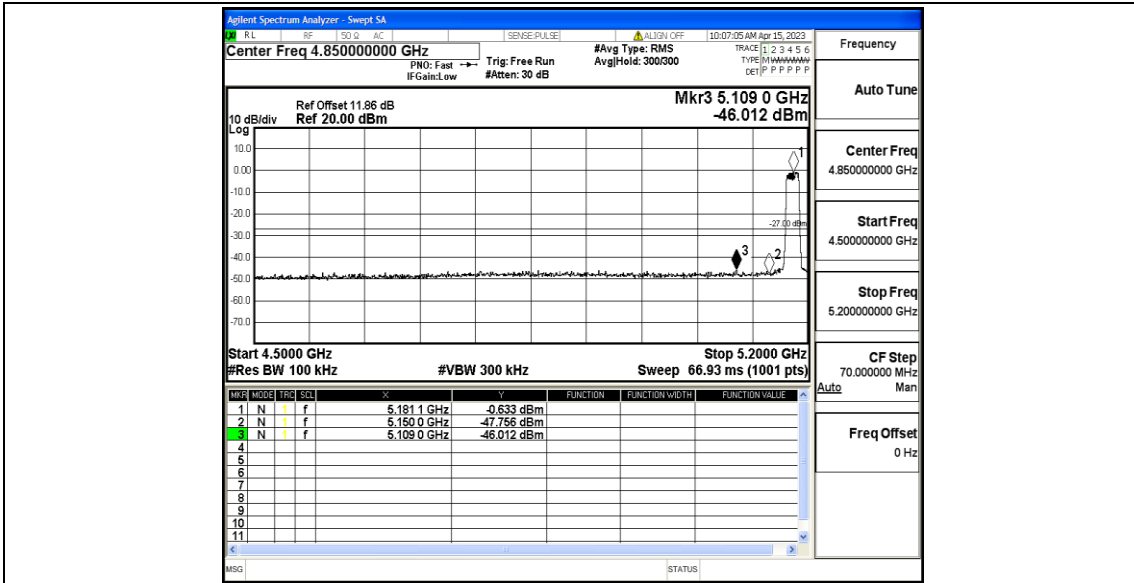 Agilent Spectrum Analyzer - Swept SA
RL RF 50 Ω AC SENSE:PULSE ALIGN OFF 10:07:05 AM Apr 15, 2023
Center Freq 4.850000000 GHz
PNO: Fast
IFGain:Low
Trig: Free Run
#Atten: 30 dB
#Avg Type: RMS
Avg|Hold: 300/300
TRACE 1 2 3 4 5 6
TYPE M
DET P P P P P P
Mkr3 5.109 0 GHz
-46.012 dBm
Ref Offset 11.86 dB
10 dB/div Ref 20.00 dBm
Log
10.0
0.00
-10.0
-20.0
-30.0
-40.0
-50.0
-60.0
-70.0
1
-27.00 dBm
3
2
Start 4.5000 GHz Stop 5.2000 GHz
#Res BW 100 kHz #VBW 300 kHz Sweep 66.93 ms (1001 pts)
MKR MODE TRC SCL X Y FUNCTION FUNCTION WIDTH FUNCTION VALUE
1 N 1 f 5.181 1 GHz -0.633 dBm
2 N 1 f 5.150 0 GHz -47.756 dBm
3 N 1 f 5.109 0 GHz -46.012 dBm
4
5
6
7
8
9
10
11
MSG STATUS
Frequency
Auto Tune
Center Freq
4.850000000 GHz
Start Freq
4.500000000 GHz
Stop Freq
5.200000000 GHz
CF Step
70.000000 MHz
Auto Man
Freq Offset
0 Hz